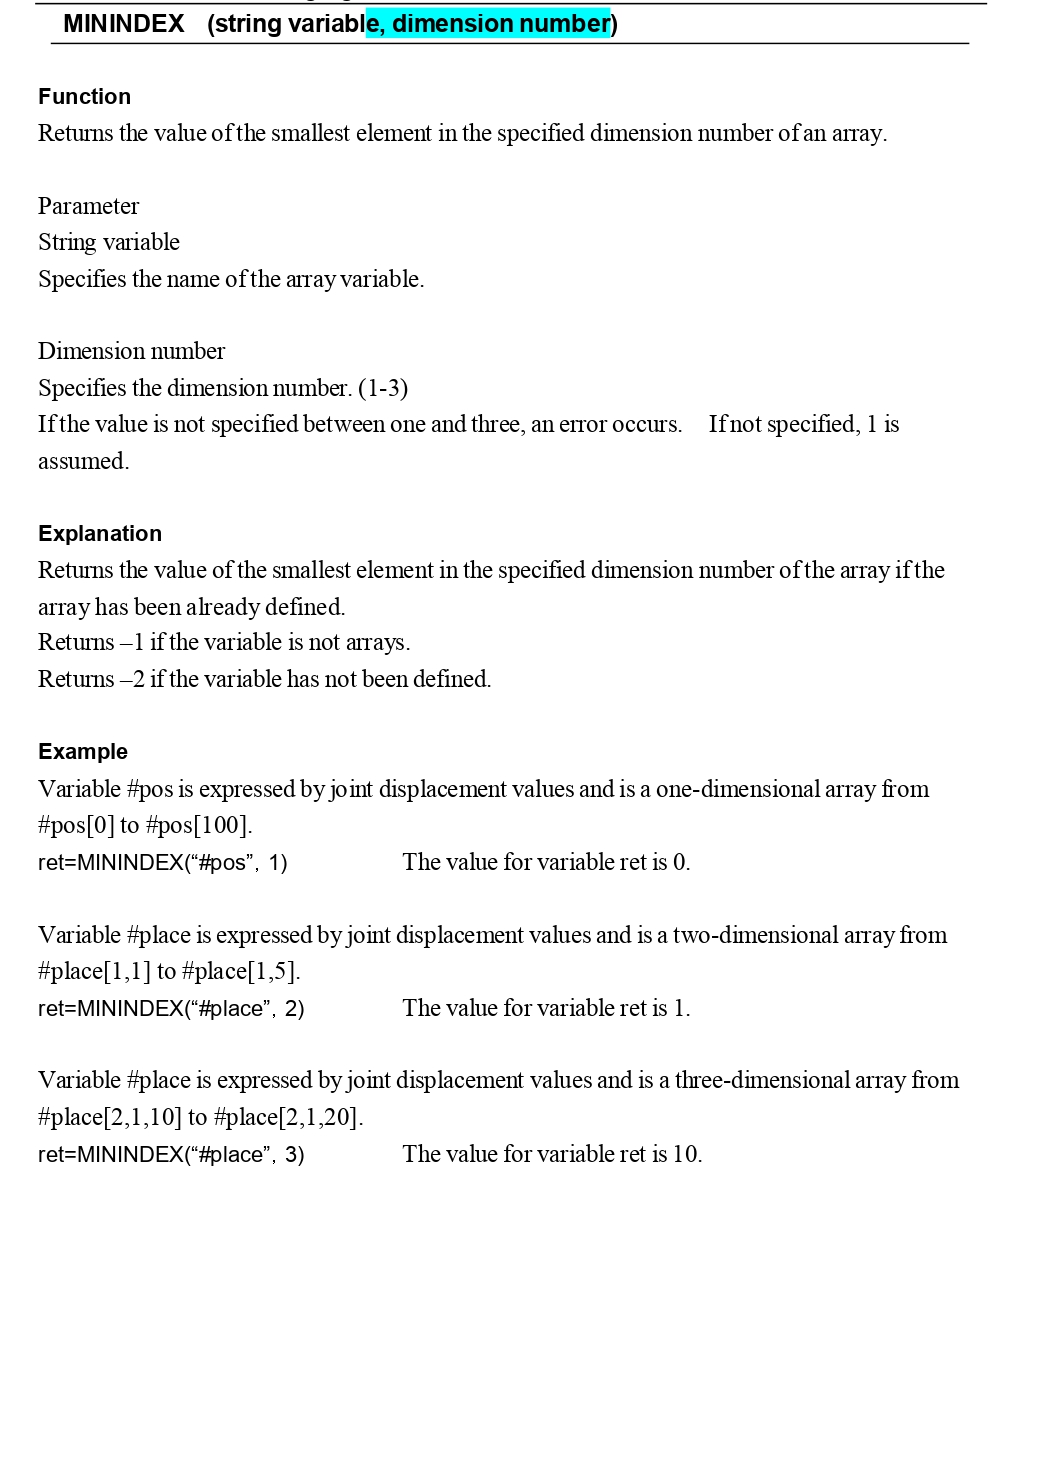 MININDEX (string variable, dimension number)
Function
Returns the value of the smallest element in the specified dimension number of an array.
Parameter
String variable
Specifies the name of the array variable.
Dimension number
Specifies the dimension number. (1-3)
If the value is not specified between one and three, an error occurs. If not specified, 1 is
assumed.
Explanation
Returns the value of the smallest element in the specified dimension number of the array if the
array has been already defined.
Returns –1 if the variable is not arrays.
Returns –2 if the variable has not been defined.
Example
Variable #pos is expressed by joint displacement values and is a one-dimensional array from
#pos[0] to #pos[100].
ret=MININDEX(“#pos”, 1) The value for variable ret is 0.
Variable #place is expressed by joint displacement values and is a two-dimensional array from
#place[1,1] to #place[1,5].
ret=MININDEX(“#place”, 2) The value for variable ret is 1.
Variable #place is expressed by joint displacement values and is a three-dimensional array from
#place[2,1,10] to #place[2,1,20].
ret=MININDEX(“#place”, 3) The value for variable ret is 10.